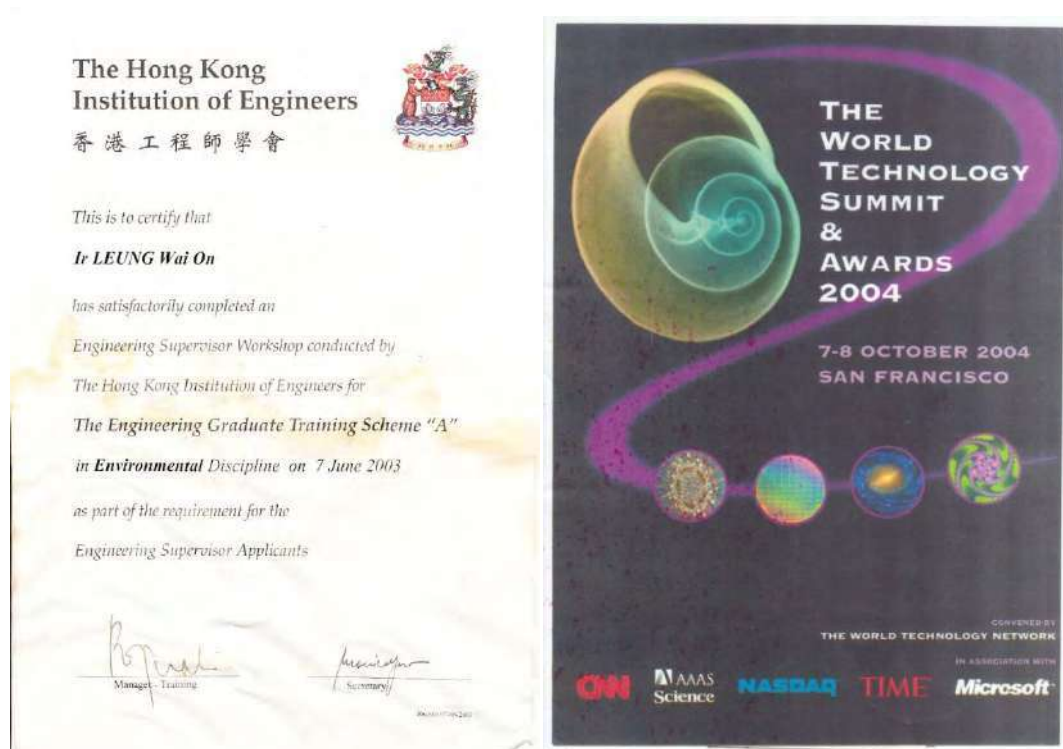 The Hong Kong
Institution of Engineers
香港工程師學會
This is to certify that
Ir LEUNG Wai On
has satisfactorily completed an
Engineering Supervisor Workshop conducted by
The Hong Kong Institution of Engineers for
The Engineering Graduate Training Scheme "A"
in Environmental Discipline on 7 June 2003
as part of the requirement for the
Engineering Supervisor Applicants
Manager - Training
Secretary
THE
WORLD
TECHNOLOGY
SUMMIT
&
AWARDS
2004
7-8 OCTOBER 2004
SAN FRANCISCO
CONVENED BY
THE WORLD TECHNOLOGY NETWORK
IN ASSOCIATION WITH
CNN
AAAS
Science
NASDAQ
TIME
Microsoft